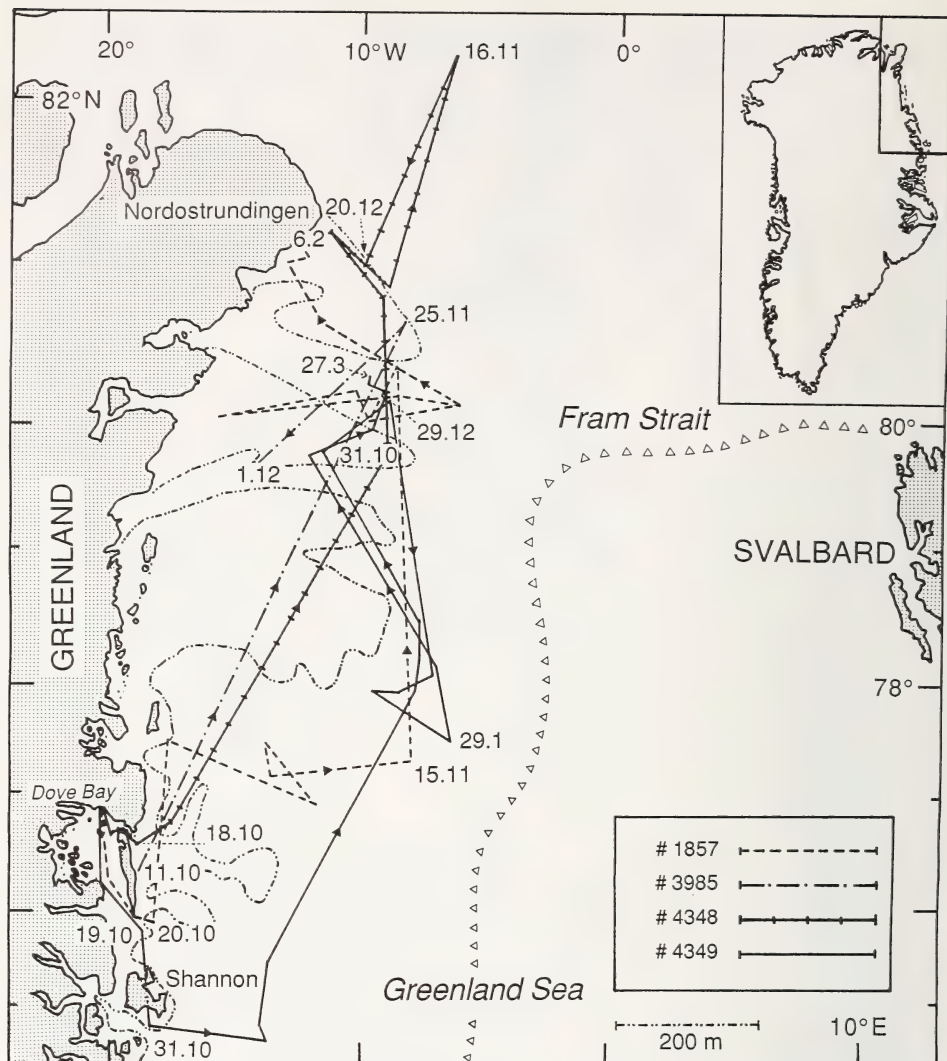 20°
10°W
0°
16.11
82°N
Nordostrundingen
20.12
6.2
25.11
27.3
29.12
Fram Strait
80°
31.10
1.12
GREENLAND
SVALBARD
78°
29.1
15.11
Dove Bay
18.10
11.10
19.10
20.10
Shannon
31.10
Greenland Sea
# 1857
# 3985
# 4348
# 4349
200 m
10°E